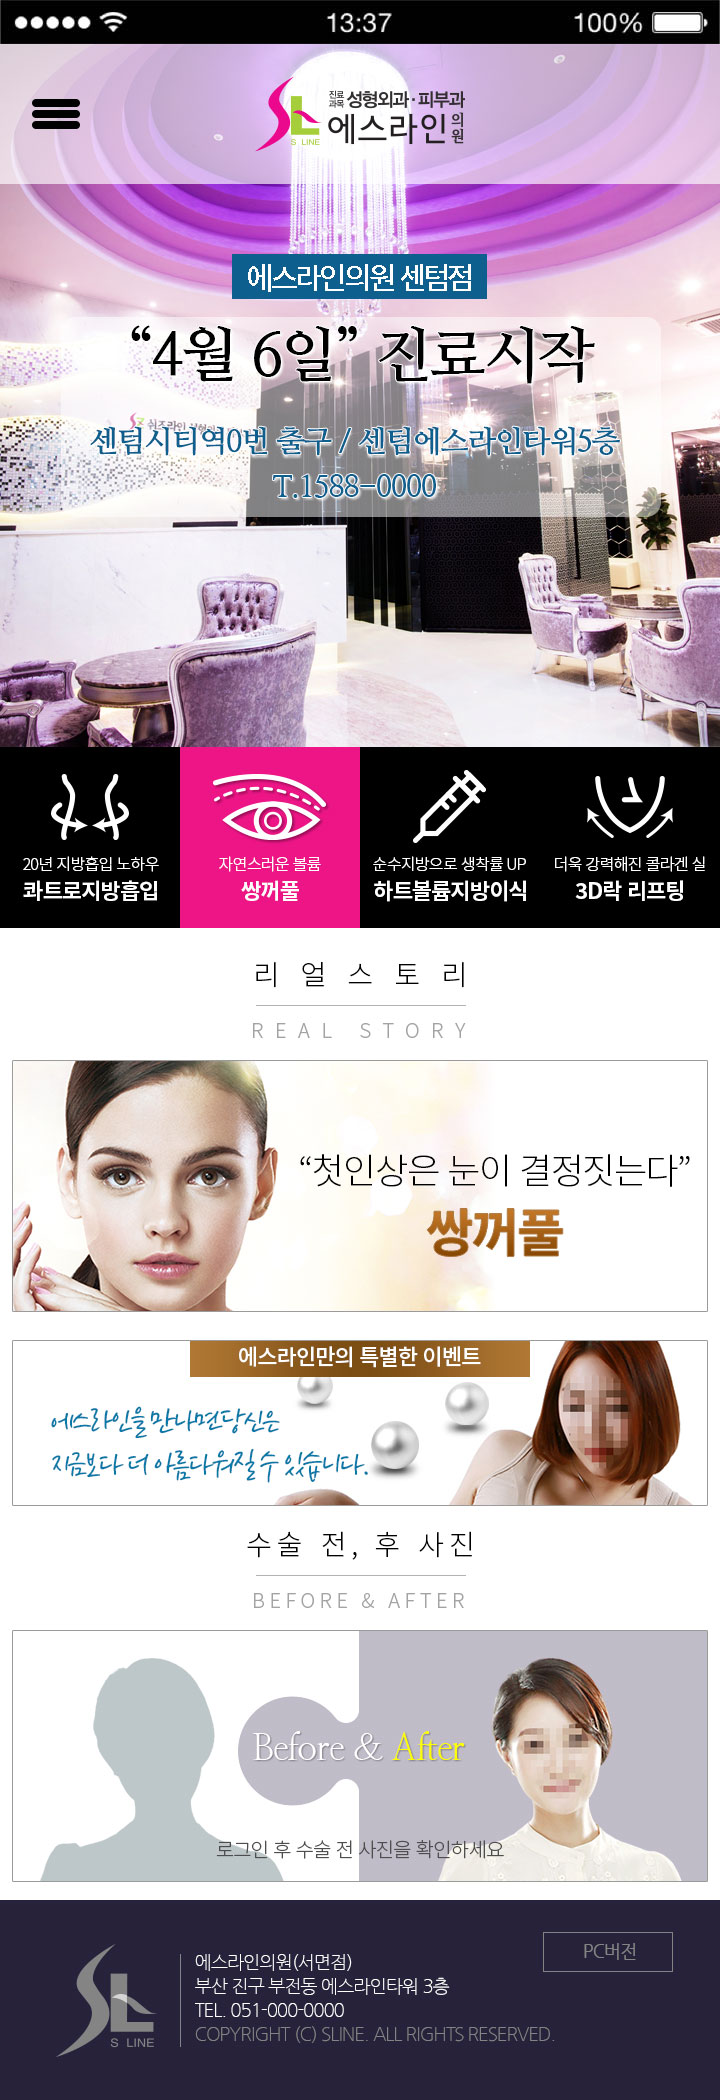 13:37
100%
진료과목 성형외과·피부과
에스라인의원
S LINE
에스라인의원 센텀점
“4월 6일” 진료시작
센텀시티역0번 출구 / 센텀에스라인타워5층
T.1588-0000
20년 지방흡입 노하우
콰트로지방흡입
자연스러운 볼륨
쌍꺼풀
순수지방으로 생착률 UP
하트볼륨지방이식
더욱 강력해진 콜라겐 실
3D락 리프팅
리얼스토리
REAL STORY
“첫인상은 눈이 결정짓는다”
쌍꺼풀
에스라인만의 특별한 이벤트
에스라인을 만나면 당신은
지금보다 더 아름다워질 수 있습니다.
수술 전, 후 사진
BEFORE & AFTER
Before & After
로그인 후 수술 전 사진을 확인하세요
PC버전
에스라인의원(서면점)
부산 진구 부전동 에스라인타워 3층
TEL. 051-000-0000
COPYRIGHT (C) SLINE. ALL RIGHTS RESERVED.
S LINE